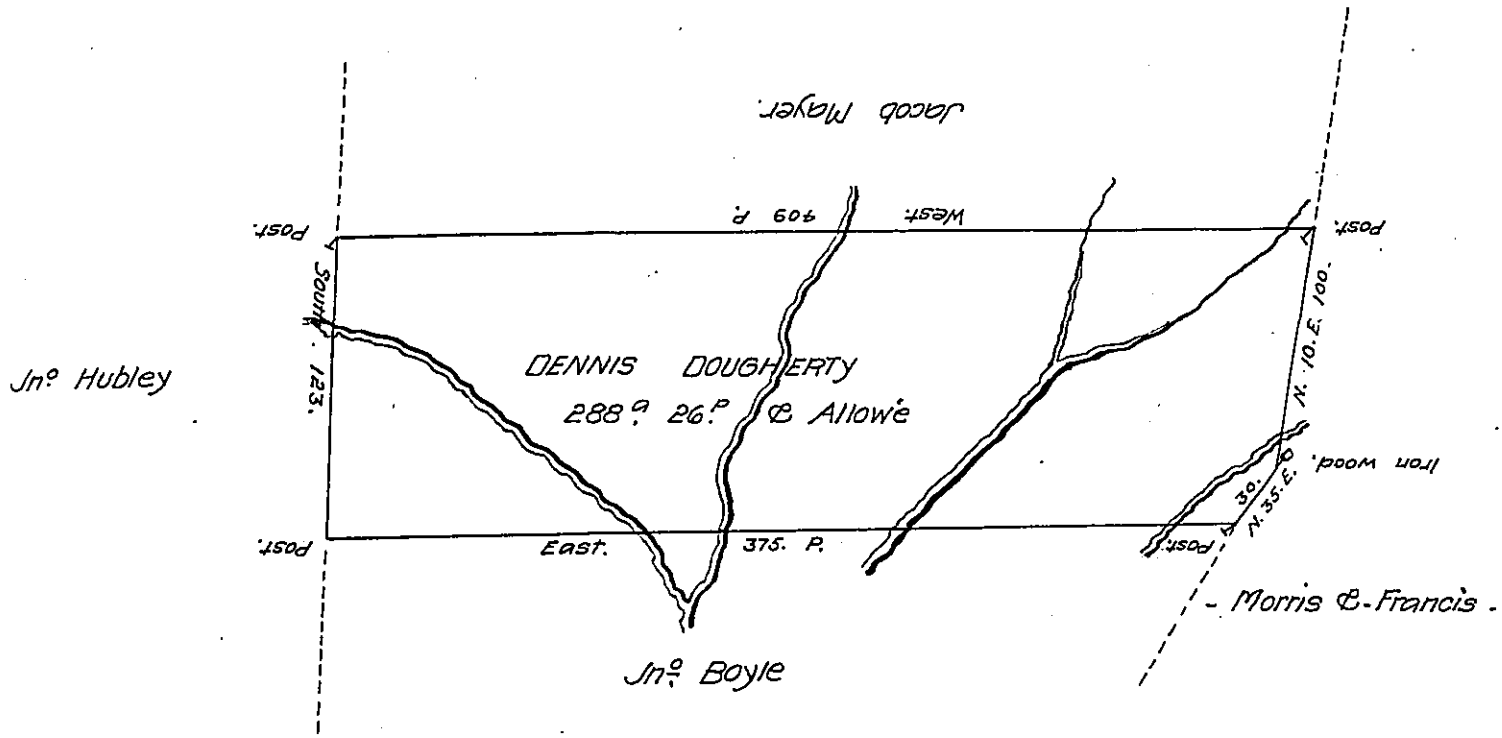 Jacob Mayer.
West. 409 P.
Post.
Post.
South. 123.
N. 10. E. 100.
Jnº Hubley
DENNIS DOUGHERTY
288ª. 26.ᴾ & Allowe
Iron wood.
30.
N. 35. E.
Post.
East. 375. P.
Post.
- Morris & Francis -
Jnº Boyle